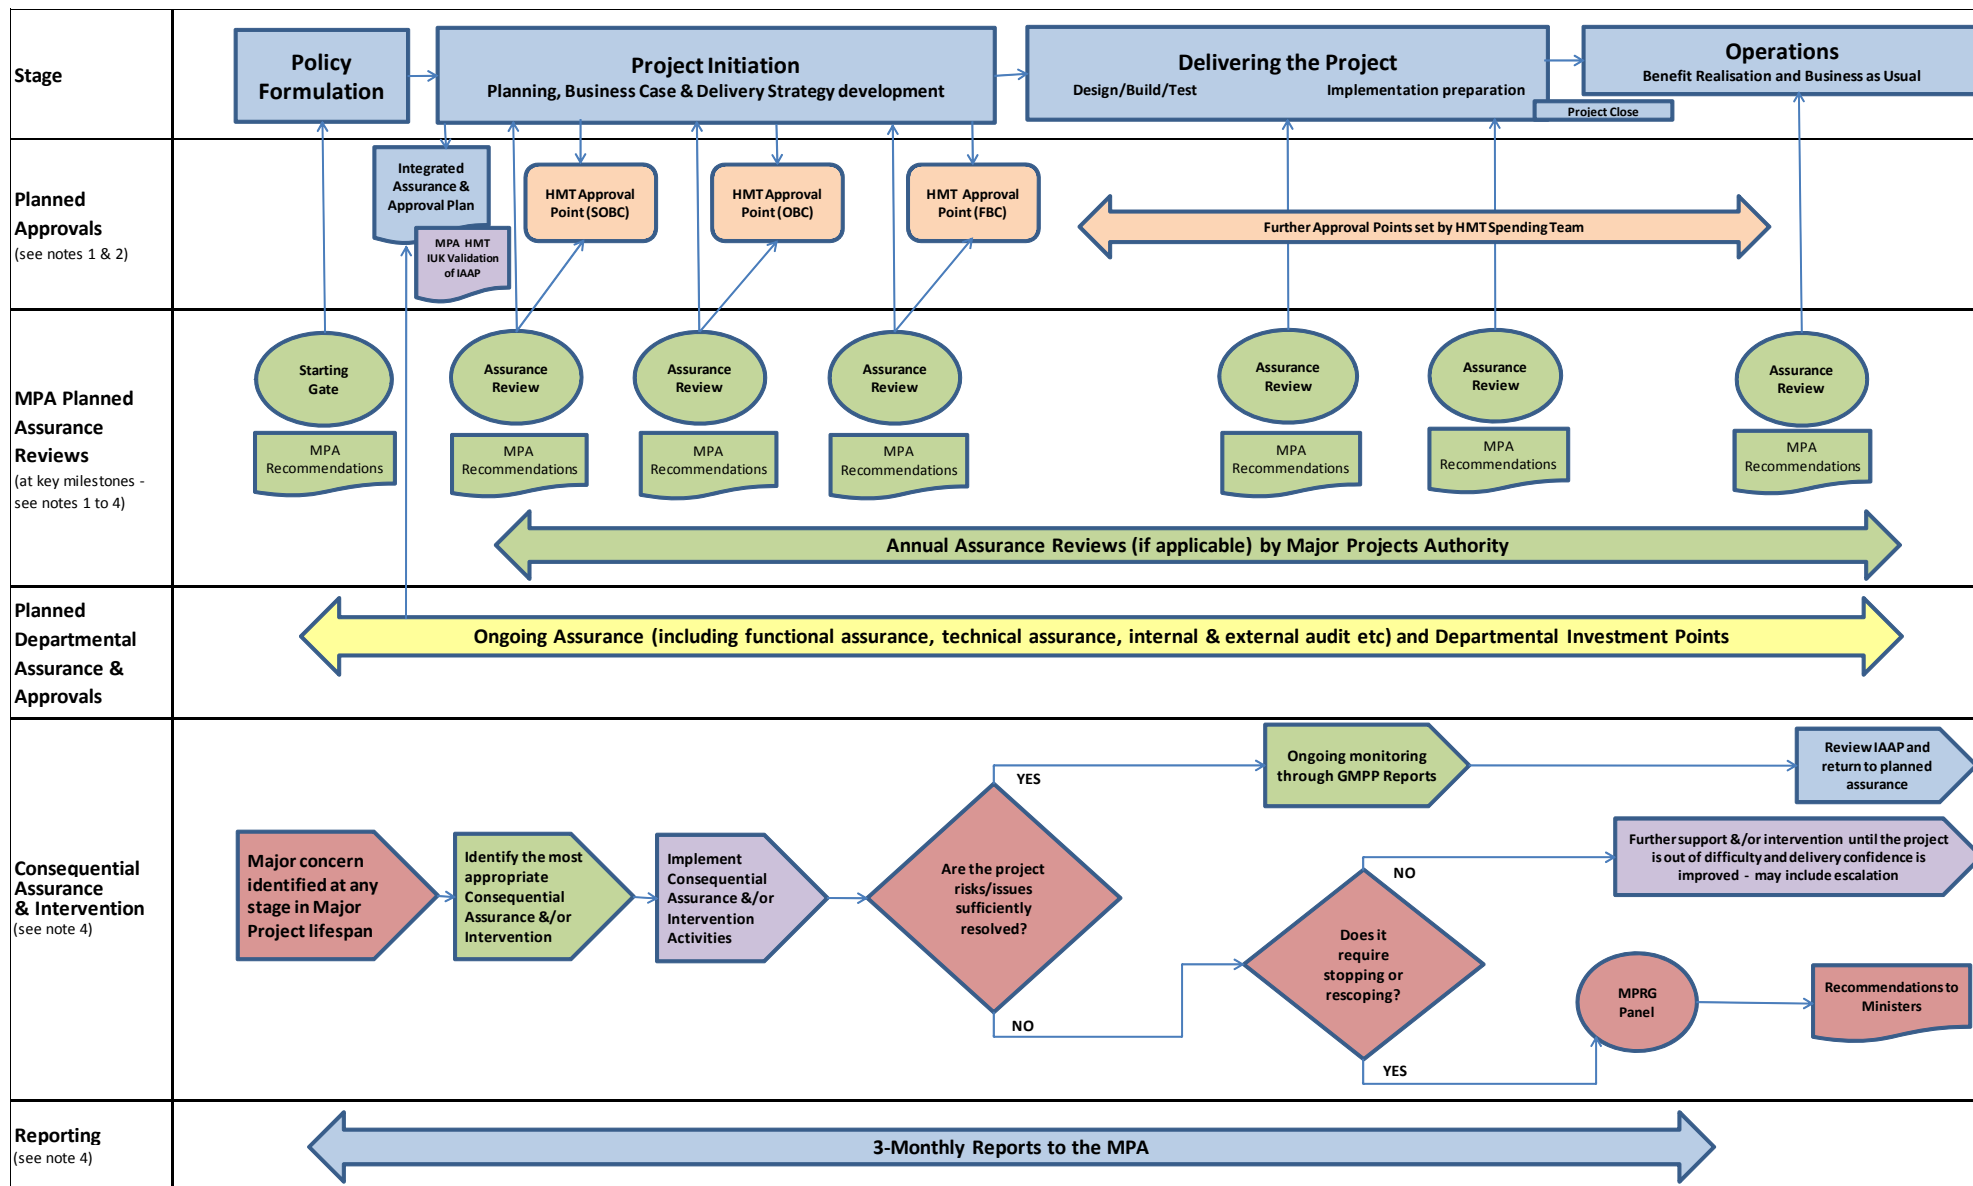 Stage
Policy
Formulation
Project Initiation
Planning, Business Case & Delivery Strategy development
Delivering the Project
Design/Build/Test
Implementation preparation
Project Close
Operations
Benefit Realisation and Business as Usual
Planned
Approvals
(see notes 1 & 2)
Integrated
Assurance &
Approval Plan
MPA HMT
IUK Validation
of IAAP
HMT Approval
Point (SOBC)
HMT Approval
Point (OBC)
HMT Approval
Point (FBC)
Further Approval Points set by HMT Spending Team
MPA Planned
Assurance
Reviews
(at key milestones -
see notes 1 to 4)
Starting
Gate
Assurance
Review
Assurance
Review
Assurance
Review
Assurance
Review
Assurance
Review
Assurance
Review
MPA
Recommendations
MPA
Recommendations
MPA
Recommendations
MPA
Recommendations
MPA
Recommendations
MPA
Recommendations
MPA
Recommendations
Annual Assurance Reviews (if applicable) by Major Projects Authority
Planned
Departmental
Assurance &
Approvals
Ongoing Assurance (including functional assurance, technical assurance, internal & external audit etc) and Departmental Investment Points
Consequential
Assurance
& Intervention
(see note 4)
Major concern
identified at any
stage in Major
Project lifespan
Identify the most
appropriate
Consequential
Assurance &/or
Intervention
Implement
Consequential
Assurance &/or
Intervention
Activities
Are the project
risks/issues
sufficiently
resolved?
YES
NO
Ongoing monitoring
through GMPP Reports
Review IAAP and
return to planned
assurance
Does it
require
stopping or
rescoping?
NO
YES
Further support &/or intervention until the project
is out of difficulty and delivery confidence is
improved - may include escalation
MPRG
Panel
Recommendations to
Ministers
Reporting
(see note 4)
3-Monthly Reports to the MPA